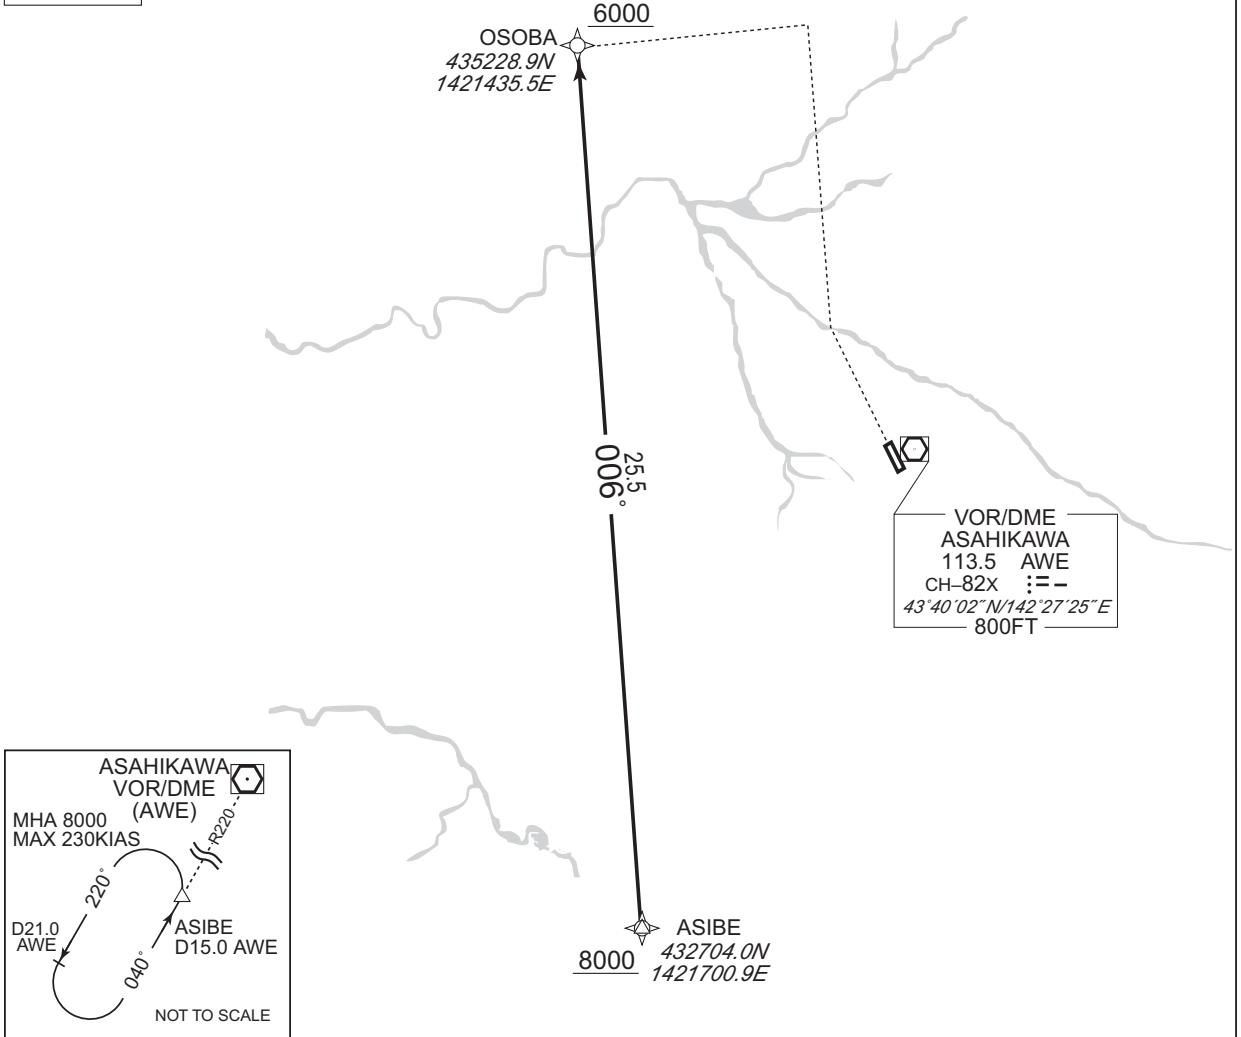 6000
OSOBA
435228.9N
1421435.5E
25.5
006°
VOR/DME
ASAHIKAWA
113.5 AWE
CH–82X
43°40′02″N/142°27′25″E
800FT
ASIBE
432704.0N
1421700.9E
8000
ASAHIKAWA
VOR/DME
(AWE)
MHA 8000
MAX 230KIAS
R220
220°
D21.0
AWE
040°
ASIBE
D15.0 AWE
NOT TO SCALE